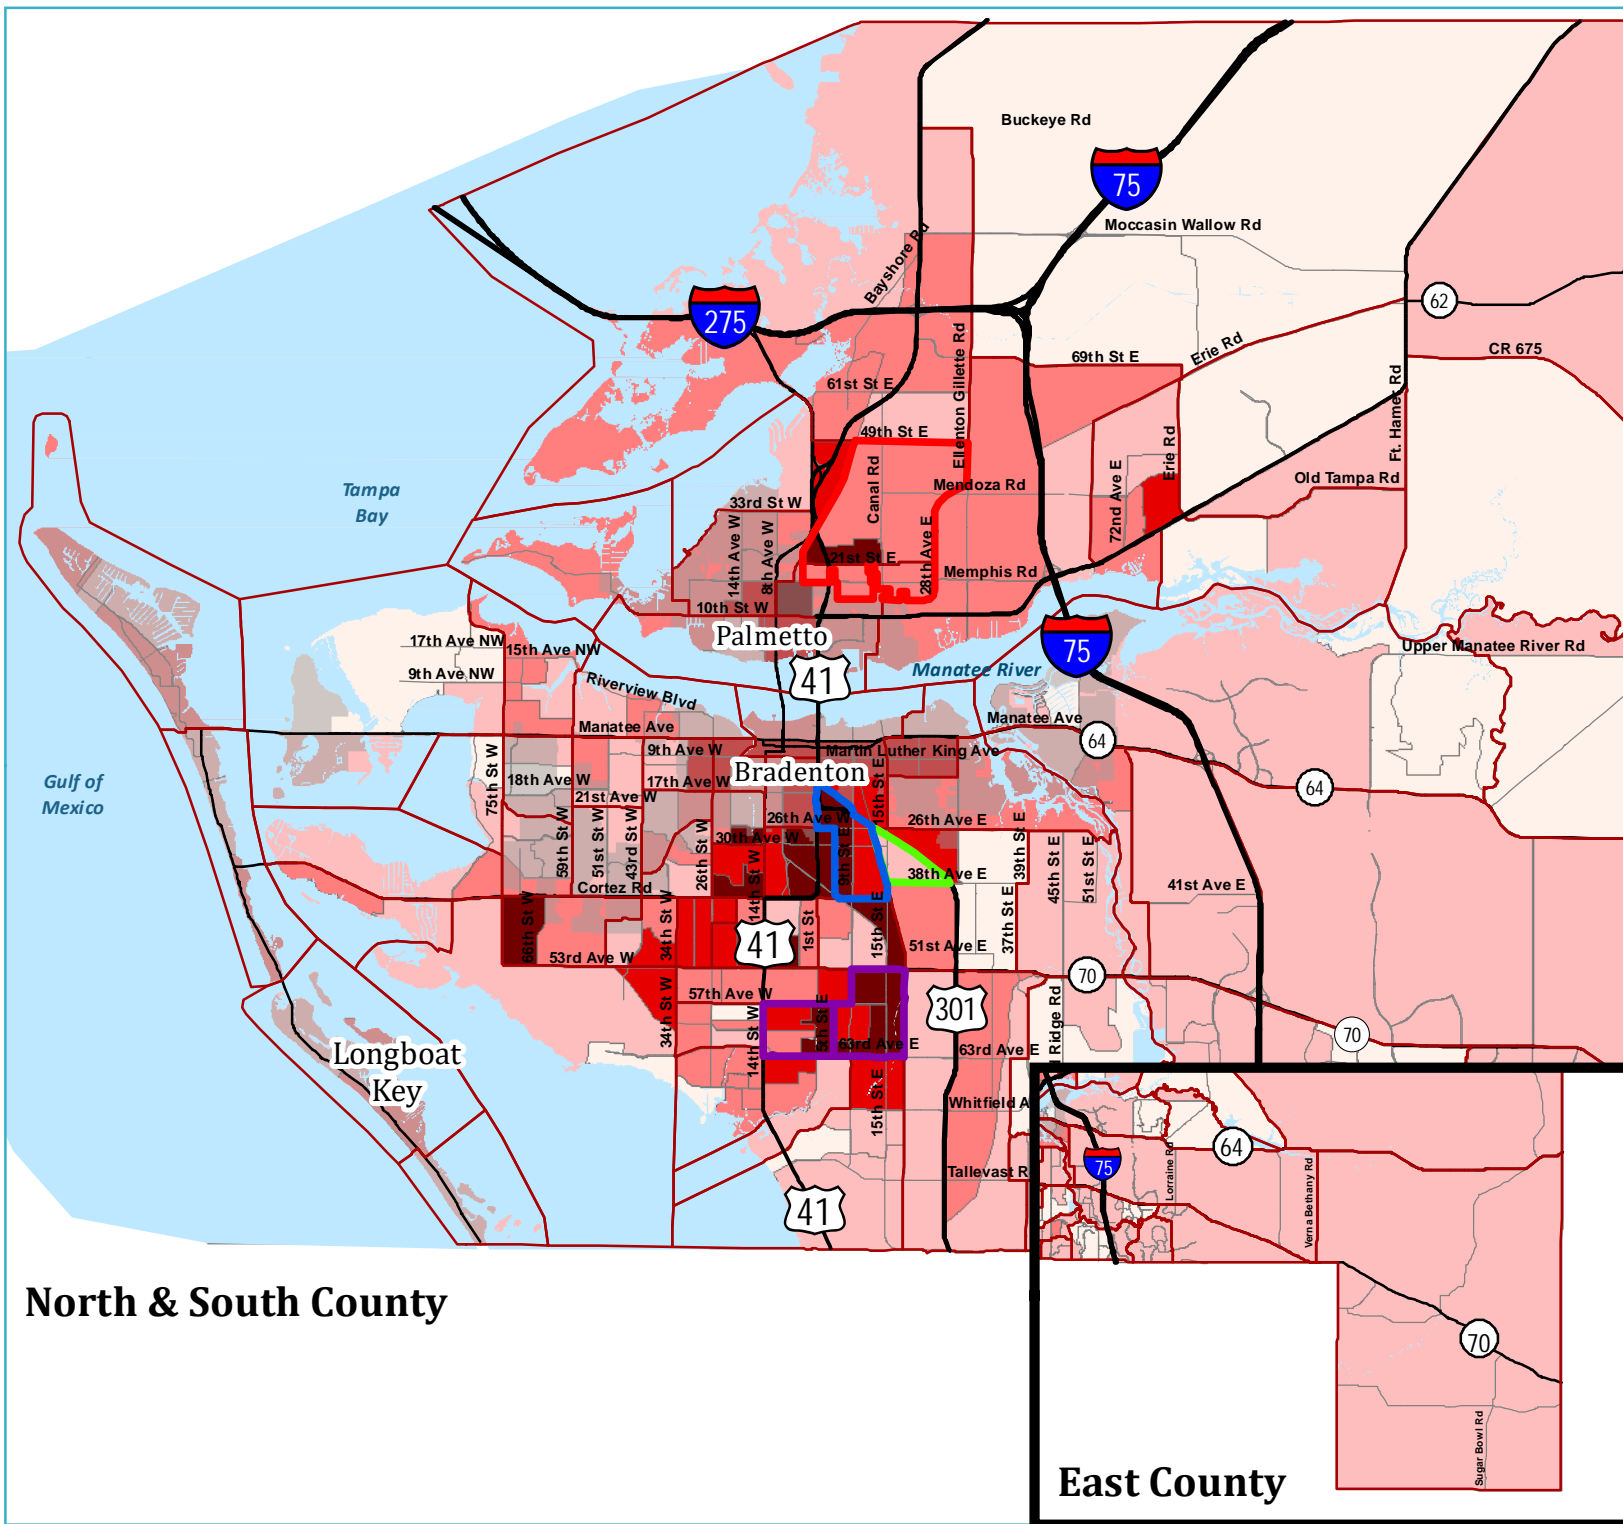 Buckeye Rd
75
Moccasin Wallow Rd
Bayshore Rd
275
62
Ellenton Gillette Rd
69th St E
Erie Rd
CR 675
61st St E
Ft. Hamer Rd
49th St E
Canal Rd
Mendoza Rd
72nd Ave E
Erie Rd
Old Tampa Rd
Tampa
Bay
33rd St W
14th Ave W
8th Ave W
21st St E
28th Ave E
Memphis Rd
10th St W
Palmetto
41
Manatee River
75
Upper Manatee River Rd
17th Ave NW
15th Ave NW
9th Ave NW
Riverview Blvd
Manatee Ave
Manatee Ave
64
75th St W
9th Ave W
Martin Luther King Ave
Bradenton
15th St E
18th Ave W
17th Ave W
21st Ave W
64
Gulf of
Mexico
59th St W
51st St W
43rd St W
26th St W
26th Ave W
30th Ave W
26th Ave E
14th St W
9th St E
38th Ave E
39th St E
45th St E
51st St E
41st Ave E
Cortez Rd
66th St W
34th St W
41
1st St
15th St E
51st Ave E
37th St E
53rd Ave W
70
57th Ave W
34th St W
14th St W
5th St E
63rd Ave E
301
63rd Ave E
Ridge Rd
70
Longboat
Key
15th St E
Whitfield A
Tallevast R
41
75
64
Lorraine Rd
Verna Bethany Rd
70
Sugar Bowl Rd
North & South County
East County